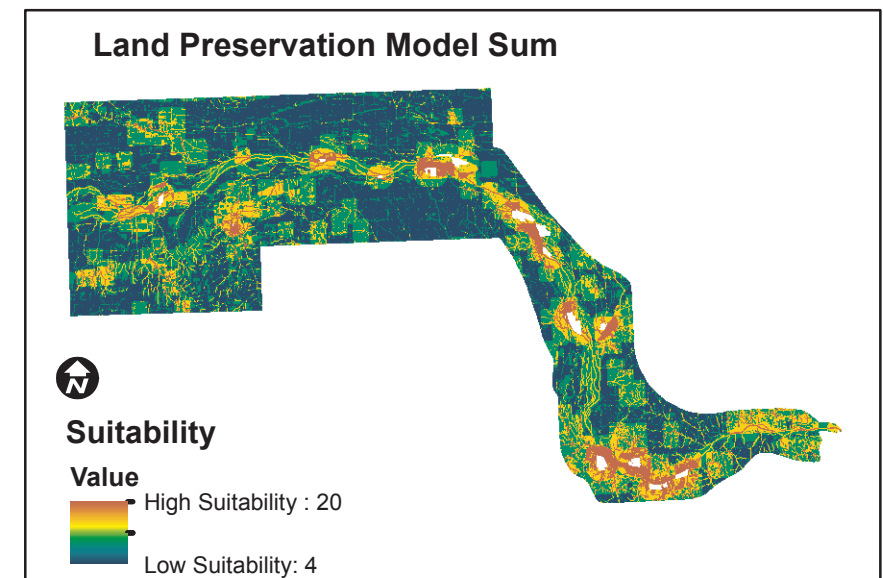 Land Preservation Model Sum
N
Suitability
Value
High Suitability : 20
Low Suitability: 4